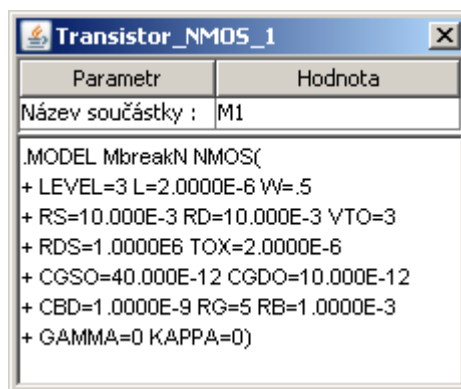 Transistor_NMOS_1
Parametr Hodnota
Název součástky : M1
.MODEL MbreakN NMOS(
+ LEVEL=3 L=2.0000E-6 W=.5
+ RS=10.000E-3 RD=10.000E-3 VTO=3
+ RDS=1.0000E6 TOX=2.0000E-6
+ CGSO=40.000E-12 CGDO=10.000E-12
+ CBD=1.0000E-9 RG=5 RB=1.0000E-3
+ GAMMA=0 KAPPA=0)